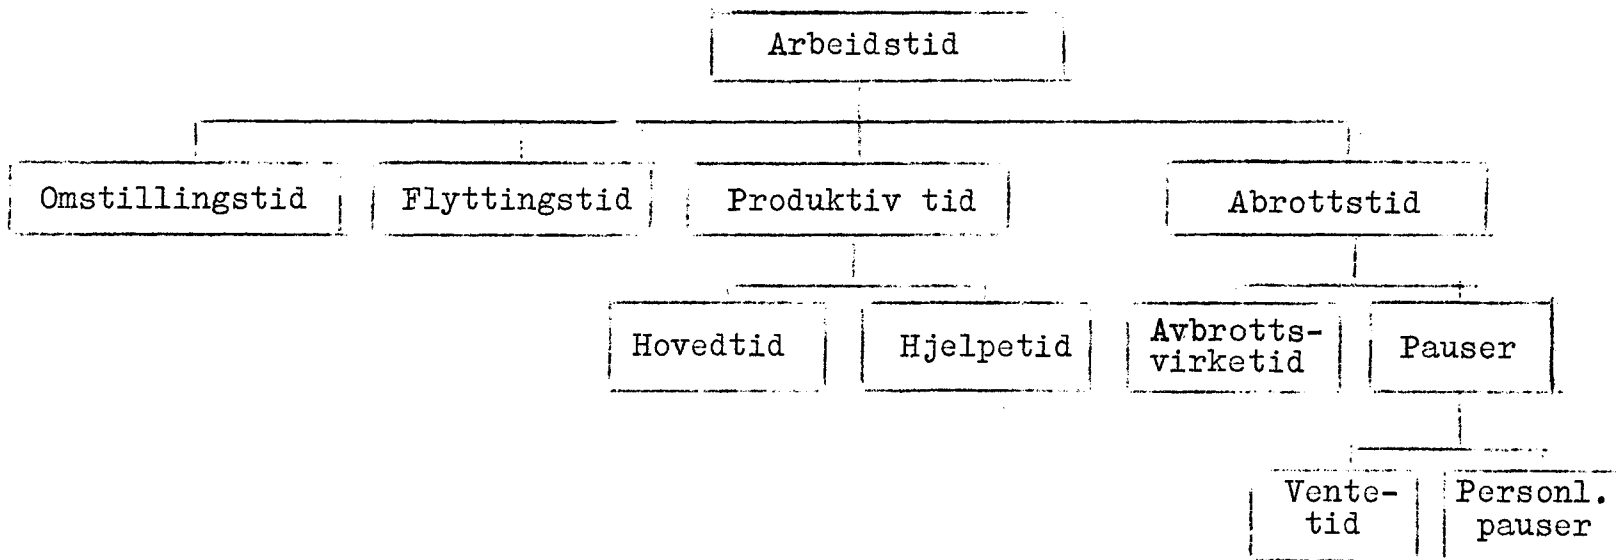 Arbeidstid
Omstillingstid
Flyttingstid
Produktiv tid
Abrottstid
Hovedtid
Hjelpetid
Avbrotts-
virketid
Pauser
Vente-
tid
Personl.
pauser